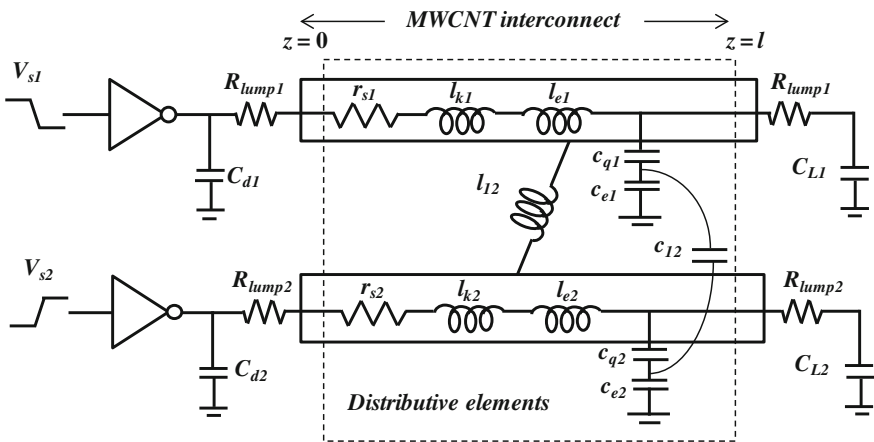 MWCNT interconnect
z = 0
z = l
V_s1
R_lump1
r_s1
l_k1
l_e1
R_lump1
C_d1
c_q1
c_e1
C_L1
l_12
c_12
V_s2
R_lump2
r_s2
l_k2
l_e2
R_lump2
C_d2
c_q2
c_e2
C_L2
Distributive elements